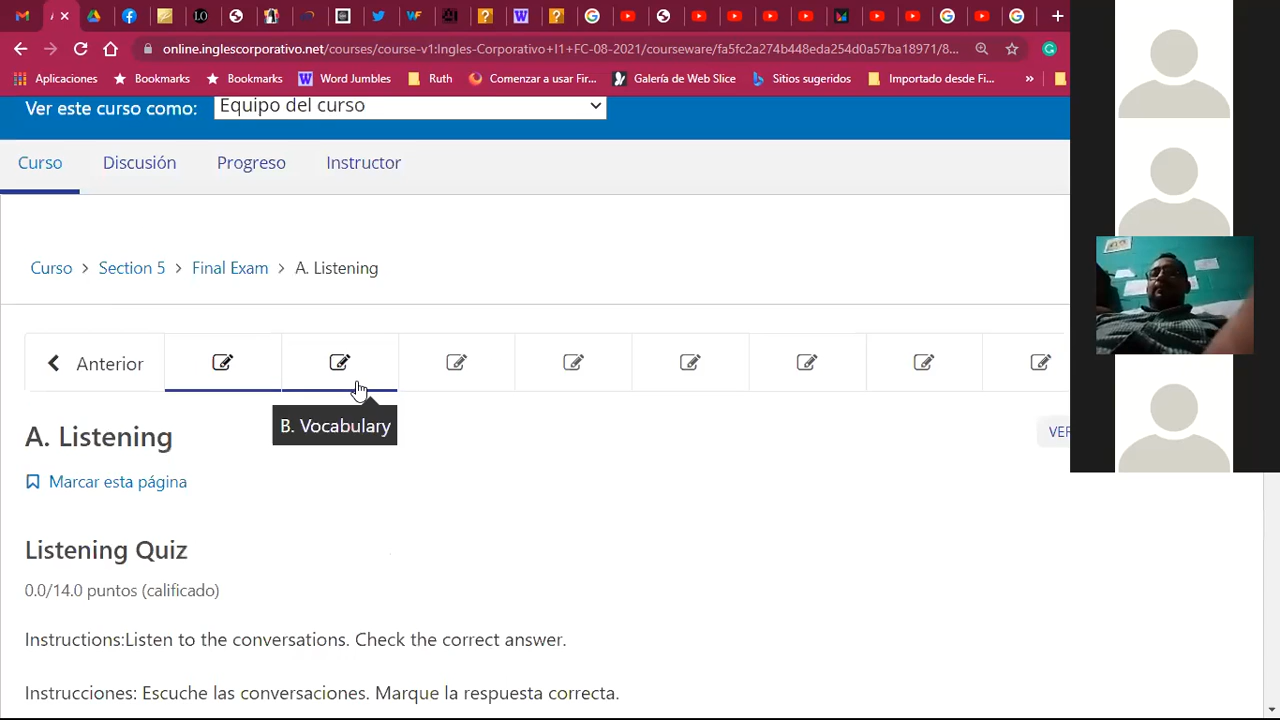 online.inglescorporativo.net/courses/course-v1:Ingles-Corporativo+I1+FC-08-2021/courseware/fa5fc2a274b448eda254d0a57ba18971/8...
Aplicaciones Bookmarks Bookmarks Word Jumbles Ruth Comenzar a usar Fir... Galería de Web Slice Sitios sugeridos Importado desde Fi... »
Ver este curso como: Equipo del curso
Curso Discusión Progreso Instructor
Curso > Section 5 > Final Exam > A. Listening
Anterior
B. Vocabulary
A. Listening
VER
Marcar esta página
Listening Quiz
0.0/14.0 puntos (calificado)
Instructions:Listen to the conversations. Check the correct answer.
Instrucciones: Escuche las conversaciones. Marque la respuesta correcta.